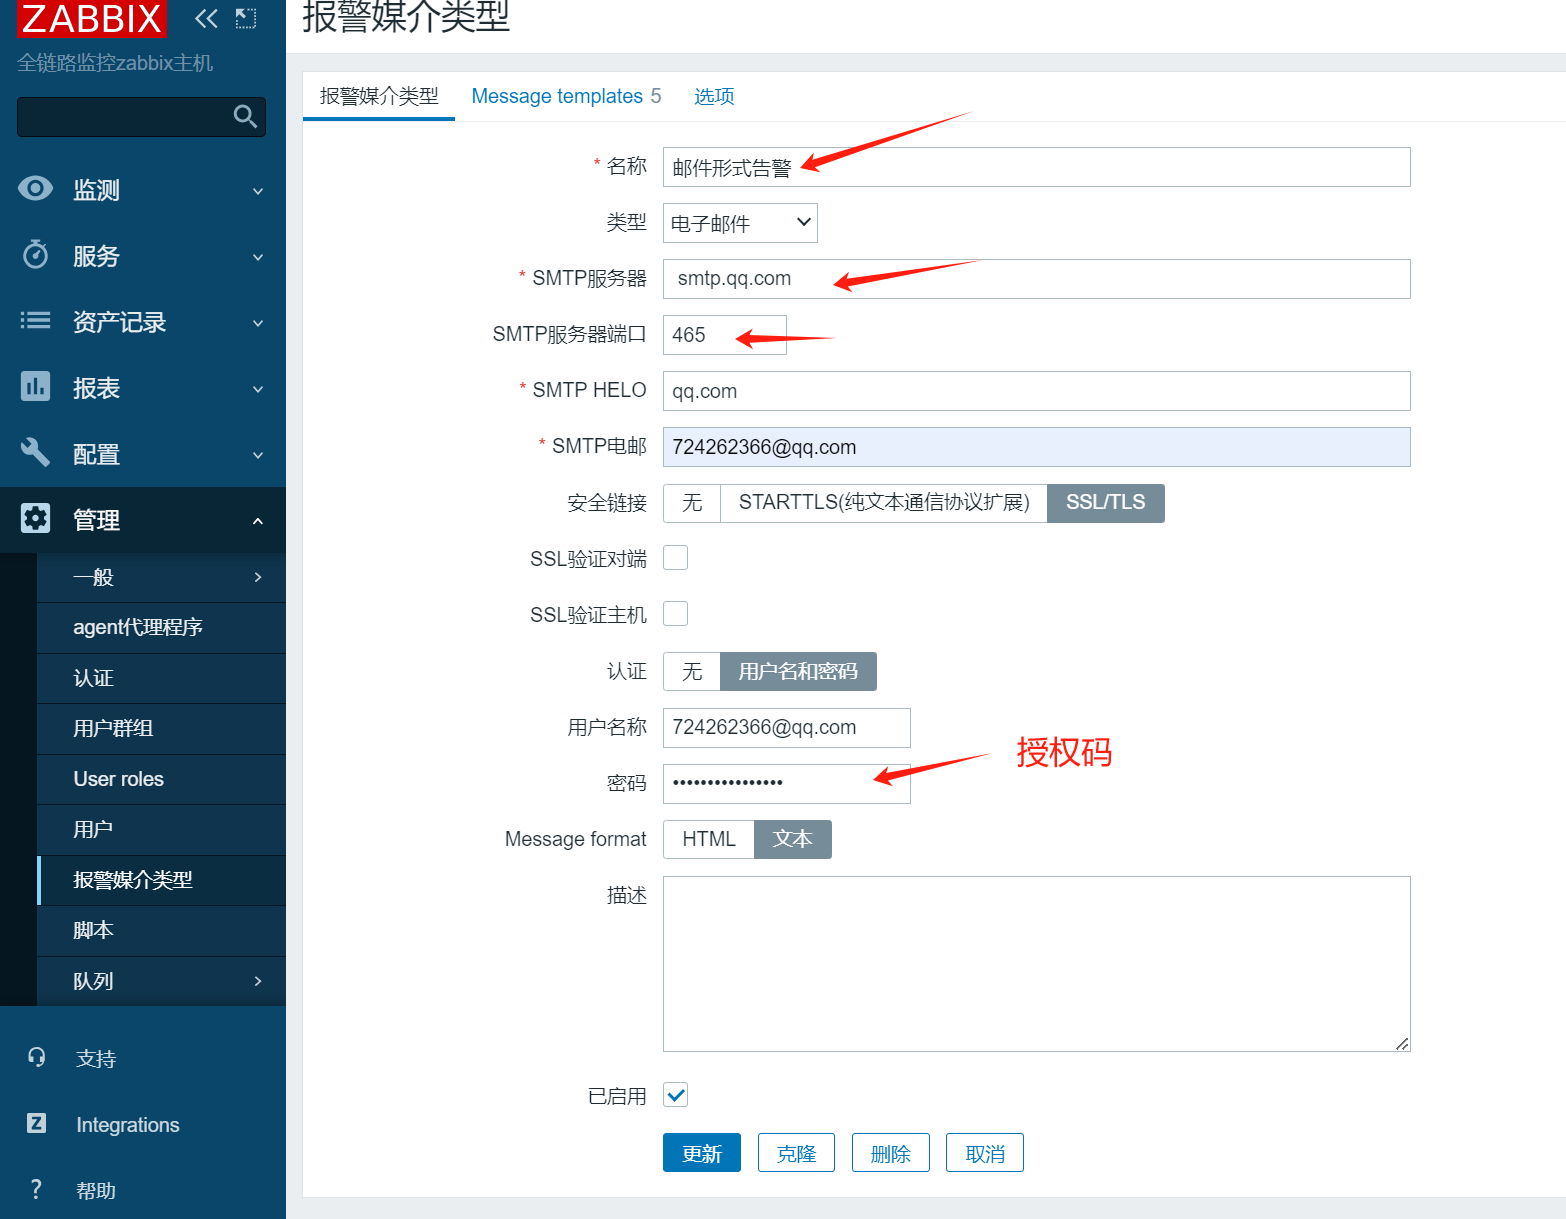 ZABBIX
全链路监控zabbix主机
监测
服务
资产记录
报表
配置
管理
一般
agent代理程序
认证
用户群组
User roles
用户
报警媒介类型
脚本
队列
支持
Integrations
帮助
报警媒介类型
报警媒介类型 Message templates 5 选项
* 名称 邮件形式告警
类型 电子邮件
* SMTP服务器 smtp.qq.com
SMTP服务器端口 465
* SMTP HELO qq.com
* SMTP电邮 724262366@qq.com
安全链接 无 STARTTLS(纯文本通信协议扩展) SSL/TLS
SSL验证对端
SSL验证主机
认证 无 用户名和密码
用户名称 724262366@qq.com
授权码
密码 ••••••••••••••••
Message format HTML 文本
描述
已启用
更新 克隆 删除 取消